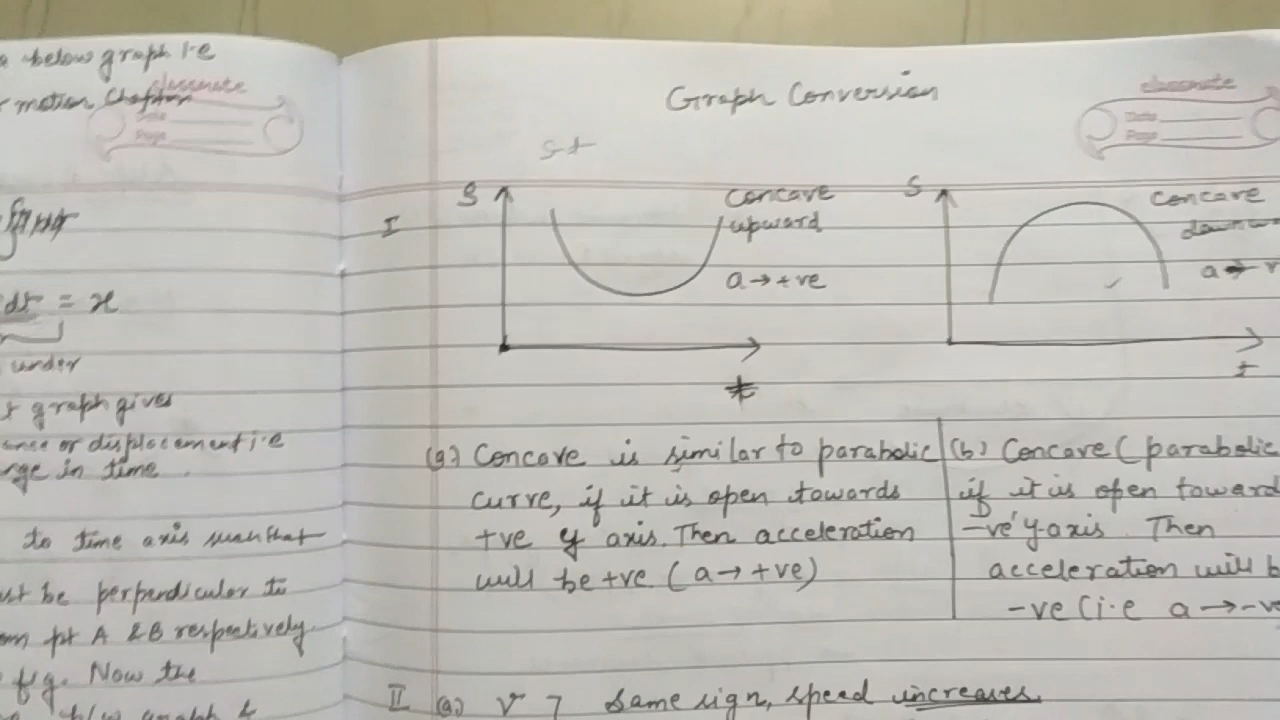 below graph i.e
motion Chapter
classmate
Date
Page
dt = x
under
graph gives
or displacement i.e
in time
to time axis such that
be perpendicular to
pt A & B respectively.
fig. Now the
Graph Conversion
classmate
Date
Page
S-t
I
S
Concave
upward
a → +ve
t
S
Concave
a →
t
(a) Concave is similar to parabolic
curve, if it is open towards
+ve y axis. Then acceleration
will be +ve (a → +ve)
(b) Concave (parabolic
if it is open toward
-ve y-axis. Then
acceleration will b
-ve (i.e a → -ve
II (a) v 7 same sign, speed increases.